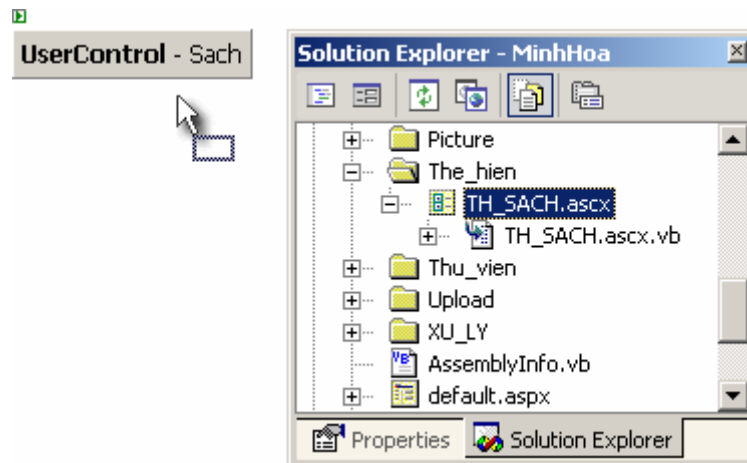 UserControl - Sach
Solution Explorer - MinhHoa
Picture
The_hien
TH_SACH.ascx
TH_SACH.ascx.vb
Thu_vien
Upload
XU_LY
AssemblyInfo.vb
default.aspx
Properties Solution Explorer